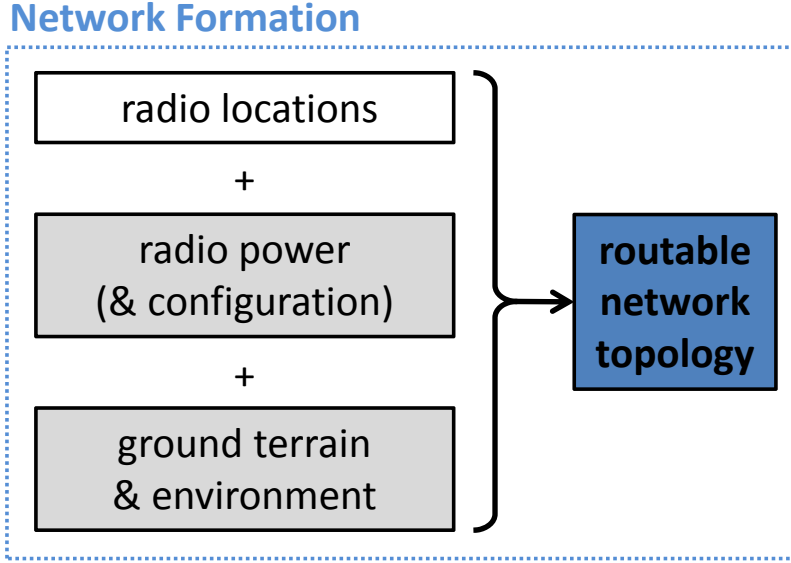 Network Formation
radio locations
+
radio power
(& configuration)
+
ground terrain
& environment
routable
network
topology